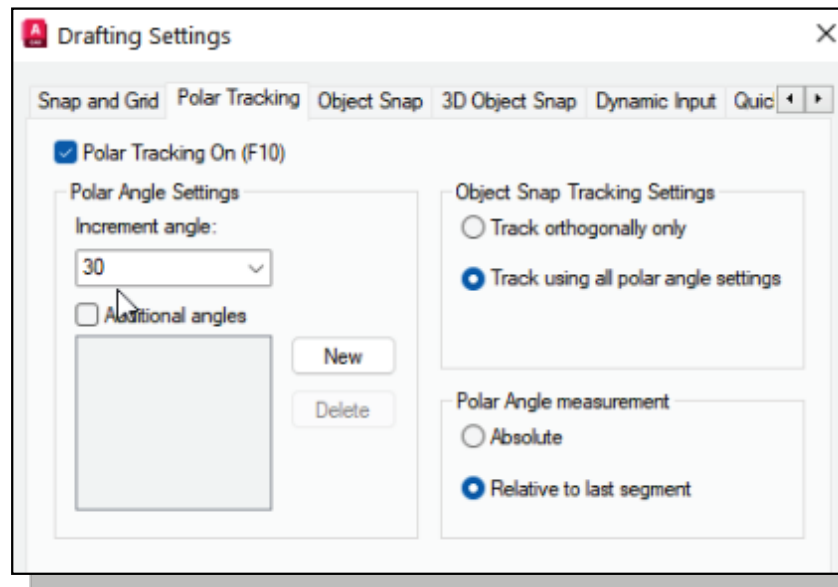 Drafting Settings
Snap and Grid Polar Tracking Object Snap 3D Object Snap Dynamic Input
Polar Tracking On (F10)
Polar Angle Settings
Increment angle:
30
Additional angles
New
Delete
Object Snap Tracking Settings
Track orthogonally only
Track using all polar angle settings
Polar Angle measurement
Absolute
Relative to last segment